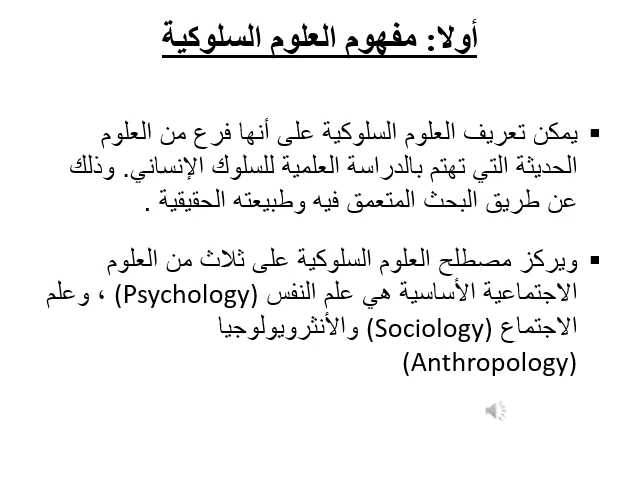 أولا: مفهوم العلوم السلوكية
▪ يمكن تعريف العلوم السلوكية على أنها فرع من العلوم
الحديثة التي تهتم بالدراسة العلمية للسلوك الإنساني. وذلك
عن طريق البحث المتعمق فيه وطبيعته الحقيقية .
▪ ويركز مصطلح العلوم السلوكية على ثلاث من العلوم
الاجتماعية الأساسية هي علم النفس (Psychology) ، وعلم
الاجتماع (Sociology) والأنثرويولوجيا
(Anthropology)